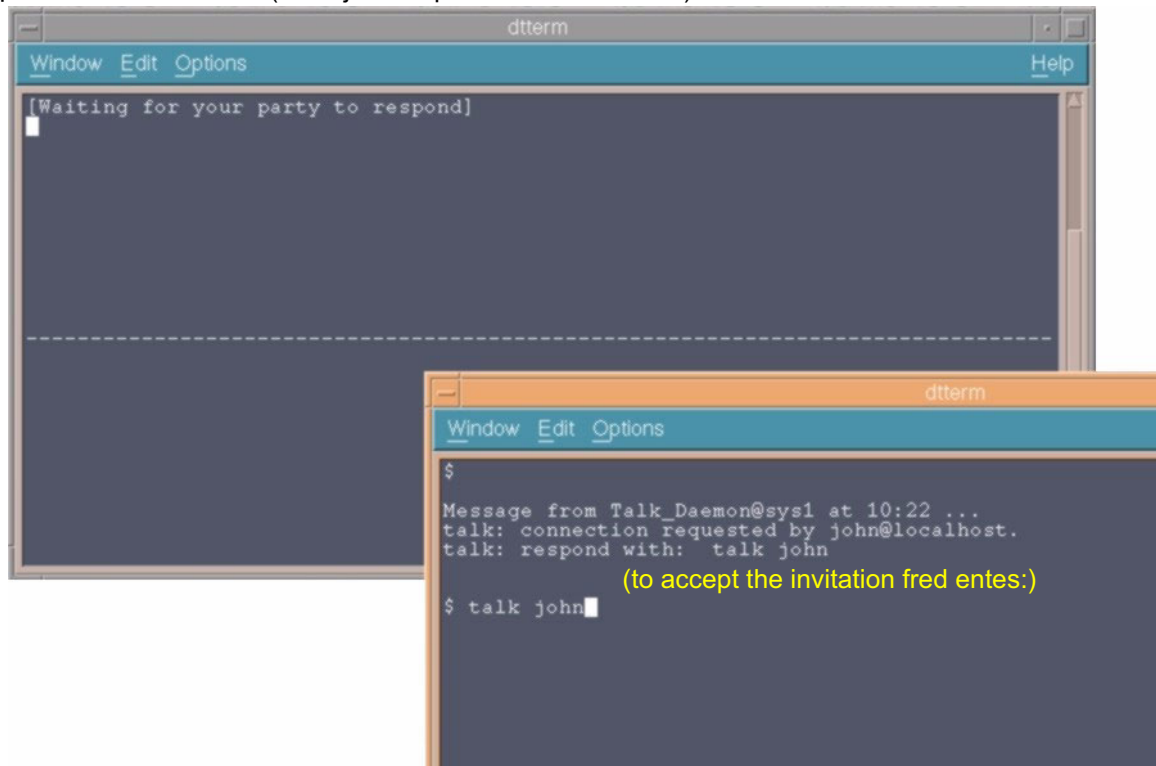 dtterm
Window Edit Options Help
[Waiting for your party to respond]
dtterm
Window Edit Options
$
Message from Talk_Daemon@sys1 at 10:22 ...
talk: connection requested by john@localhost.
talk: respond with:  talk john
(to accept the invitation fred entes:)
$ talk john